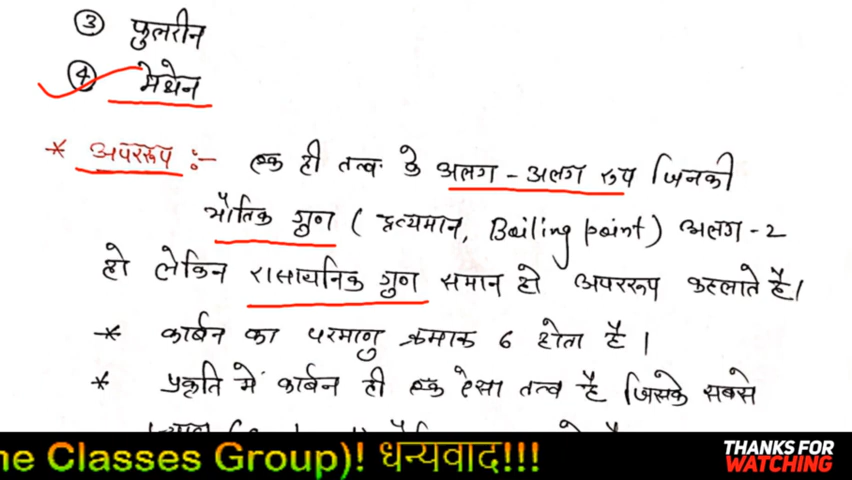 ③ फुलरीन
④ मेथेन
* अपररूप :- एक ही तत्व के अलग - अलग रूप जिनकी
भौतिक गुण ( द्रव्यमान, Boiling point) अलग - 2
हो लेकिन रासायनिक गुण समान हो अपररूप कहलाते है।
* कार्बन का परमाणु क्रमाक 6 होता है।
* प्रकृति में कार्बन ही एक ऐसा तत्व है जिसके सबसे
ne Classes Group)! धन्यवाद!!!
THANKS FOR
WATCHING